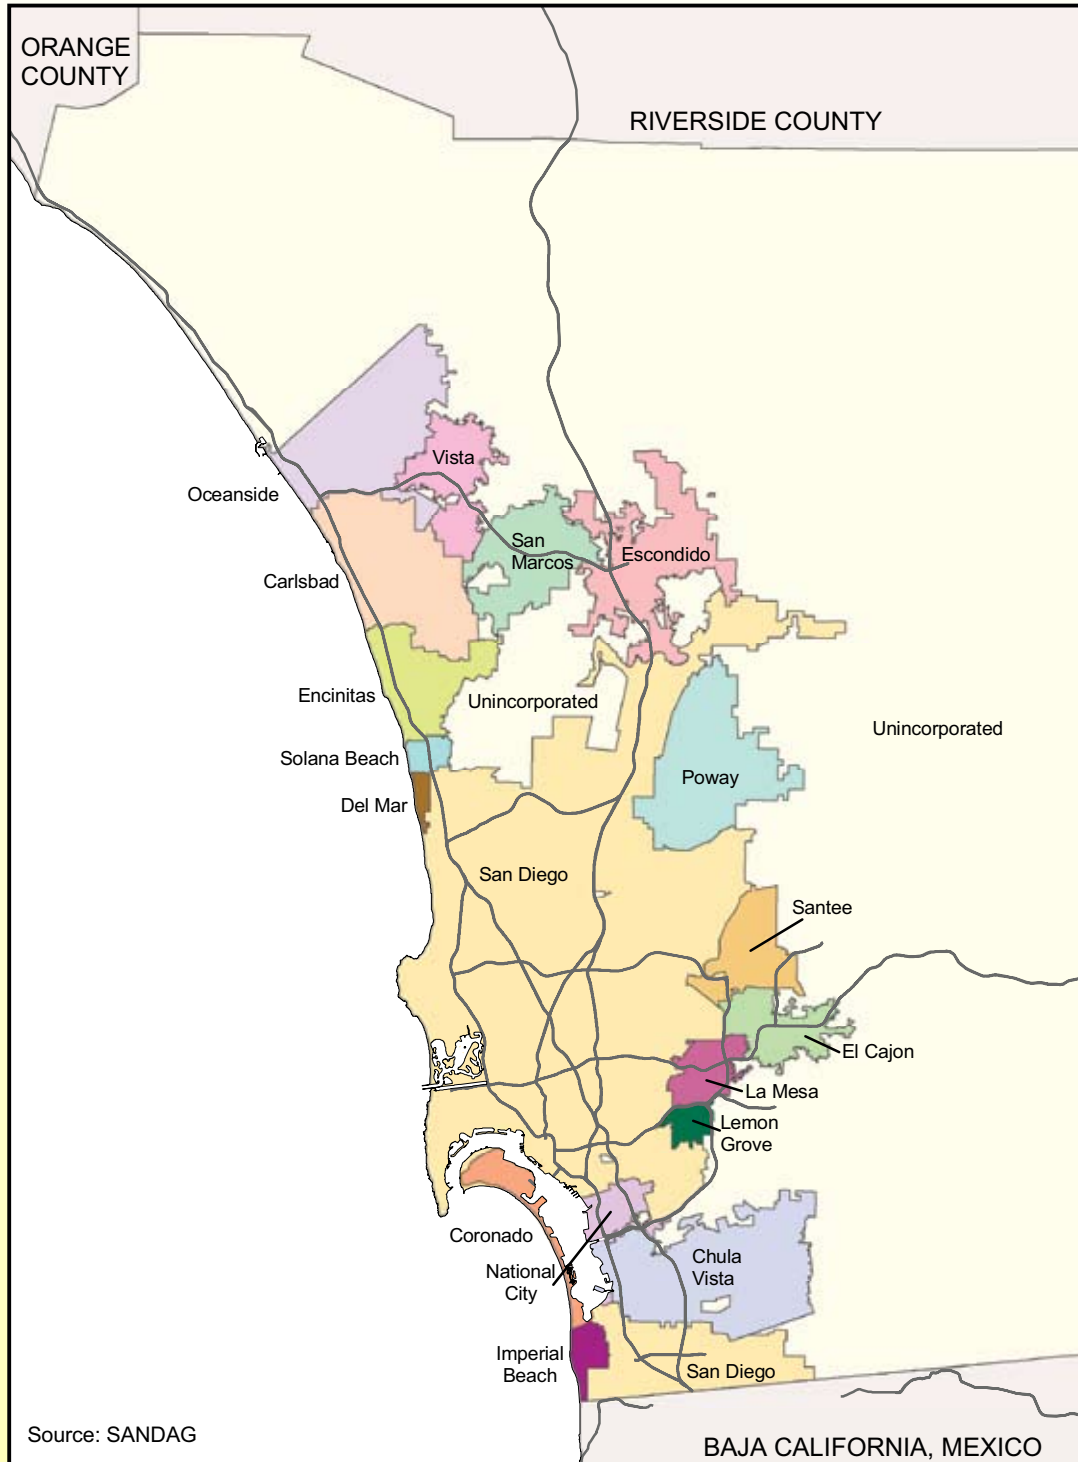 ORANGE
COUNTY
RIVERSIDE COUNTY
Vista
Oceanside
San
Marcos
Escondido
Carlsbad
Encinitas
Unincorporated
Unincorporated
Solana Beach
Poway
Del Mar
San Diego
Santee
El Cajon
La Mesa
Lemon
Grove
Coronado
Chula
Vista
National
City
Imperial
Beach
San Diego
Source: SANDAG
BAJA CALIFORNIA, MEXICO